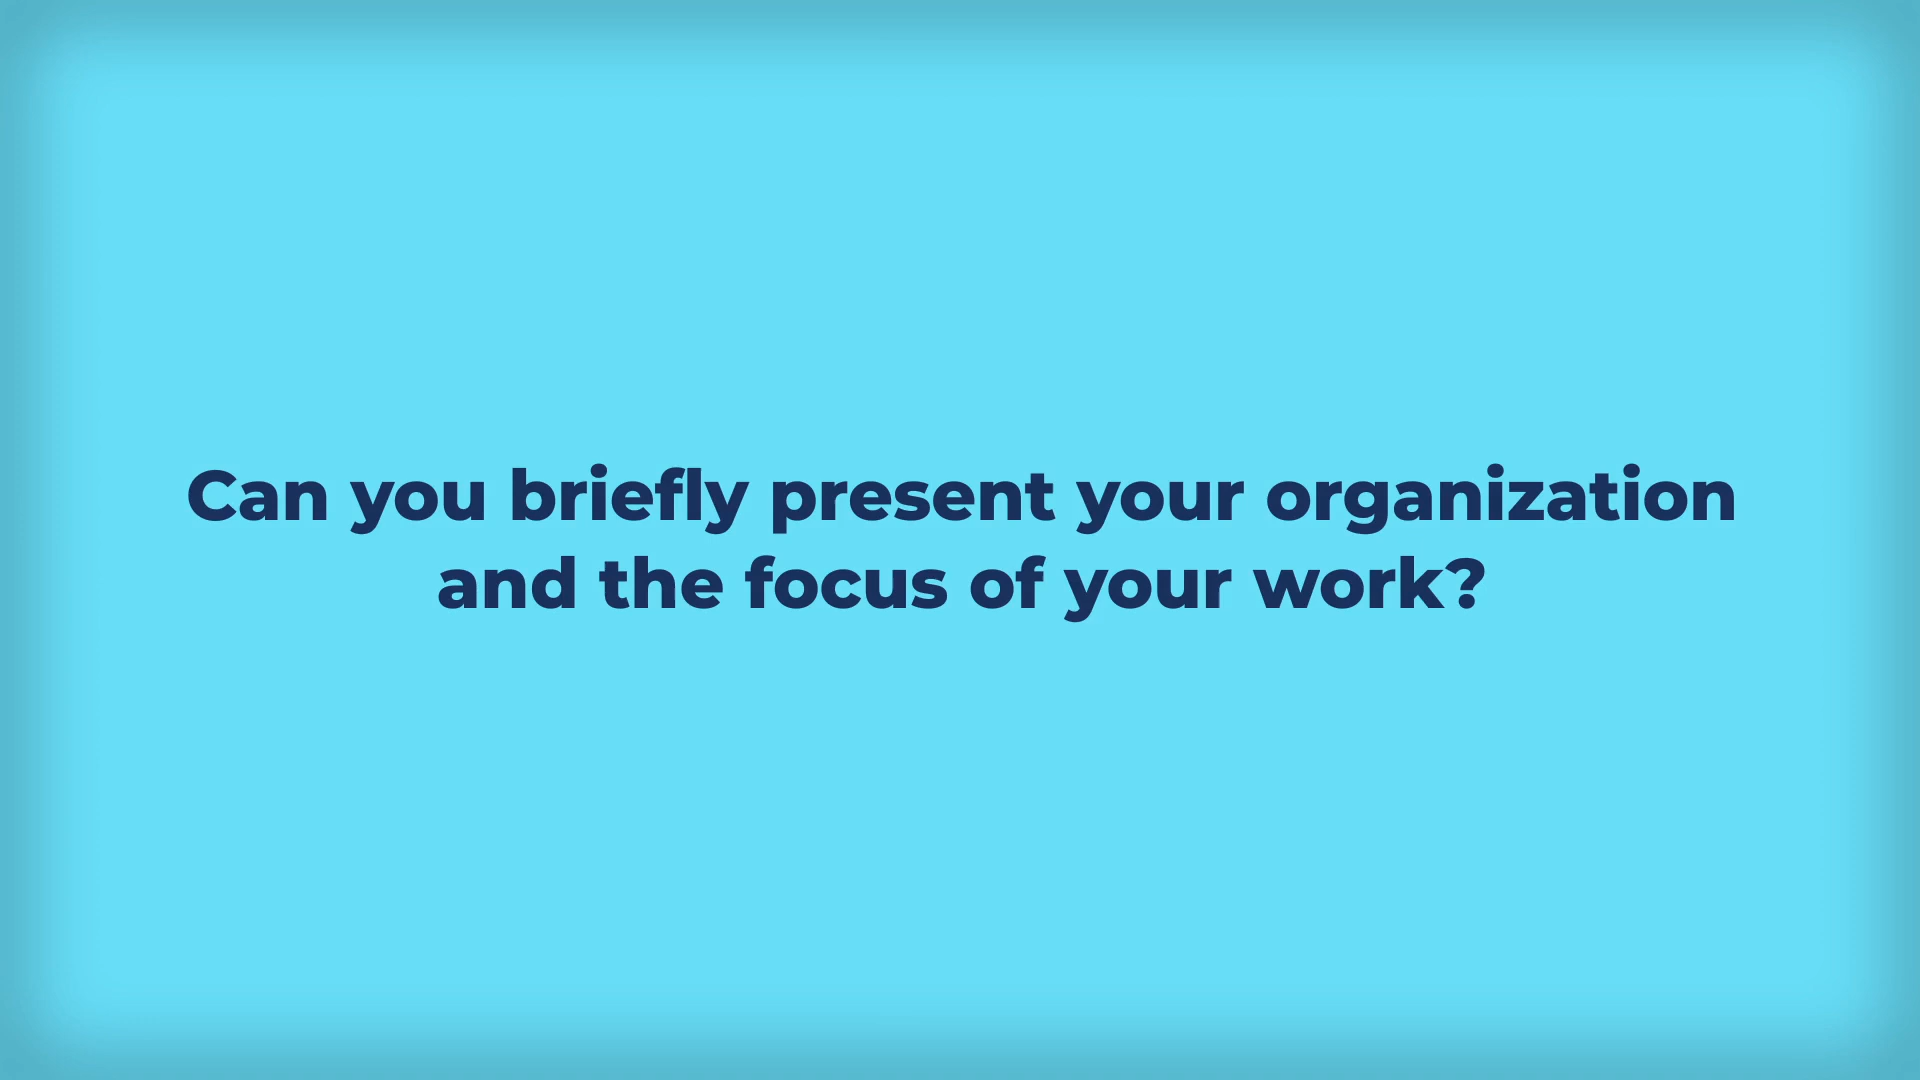 Can you briefly present your organization
and the focus of your work?